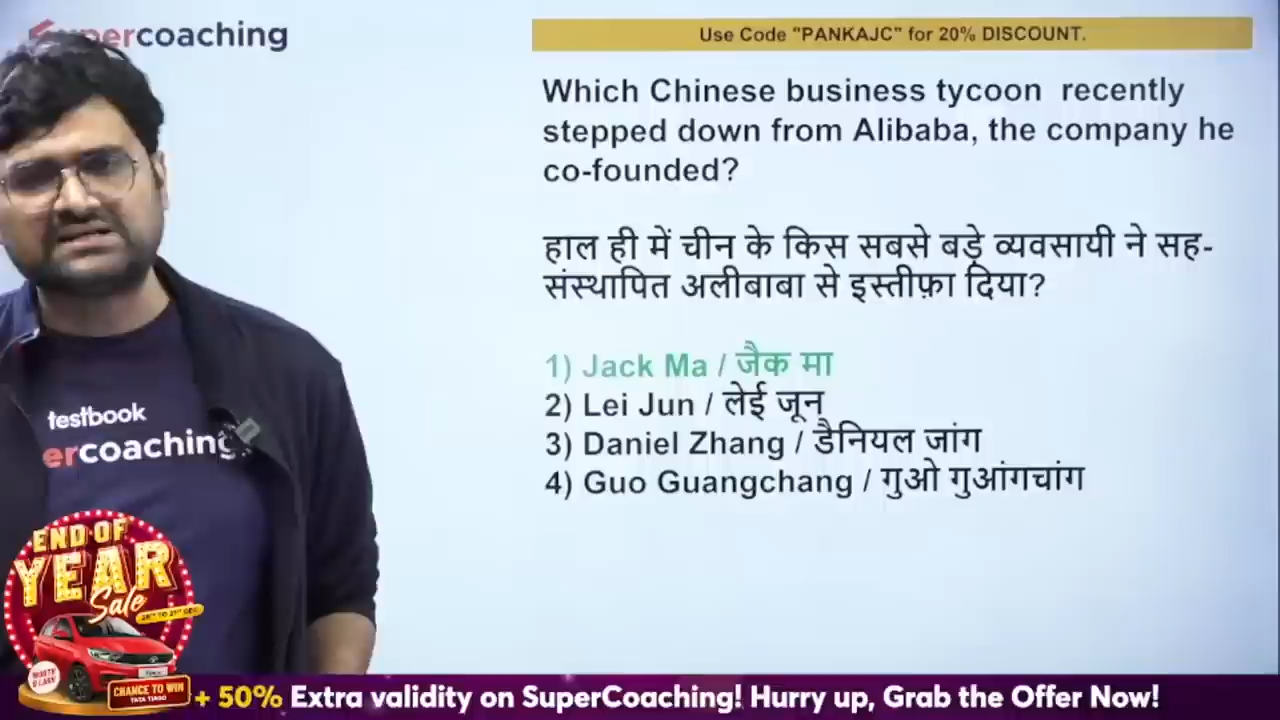 Supercoaching
Use Code "PANKAJC" for 20% DISCOUNT.
Which Chinese business tycoon recently
stepped down from Alibaba, the company he
co-founded?
हाल ही में चीन के किस सबसे बड़े व्यवसायी ने सह-
संस्थापित अलीबाबा से इस्तीफ़ा दिया?
1) Jack Ma / जैक मा
2) Lei Jun / लेई जून
3) Daniel Zhang / डैनियल जांग
4) Guo Guangchang / गुओ गुआंगचांग
testbook
ercoaching
END OF
YEAR
Sale
CHANCE TO WIN
TATA TIAGO
+ 50% Extra validity on SuperCoaching! Hurry up, Grab the Offer Now!